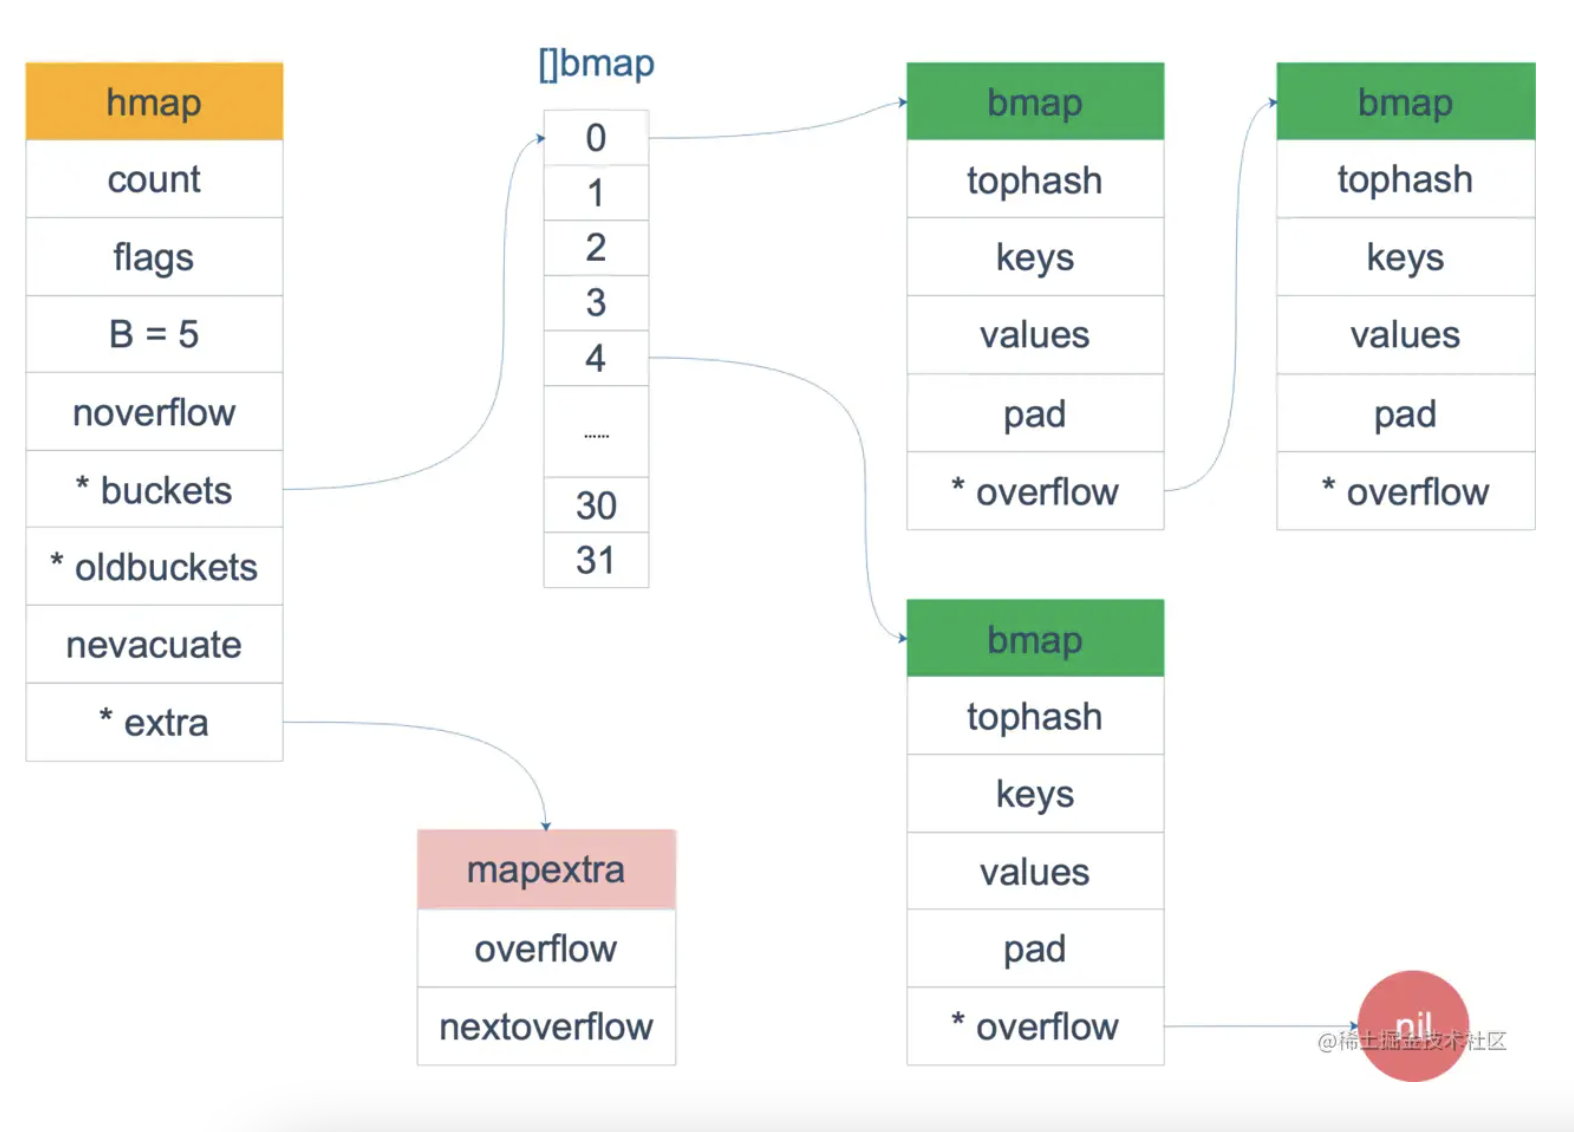 hmap
count
flags
B = 5
noverflow
* buckets
* oldbuckets
nevacuate
* extra
[]bmap
0
1
2
3
4
......
30
31
mapextra
overflow
nextoverflow
bmap
tophash
keys
values
pad
* overflow
bmap
tophash
keys
values
pad
* overflow
bmap
tophash
keys
values
pad
* overflow
nil
@稀土掘金技术社区